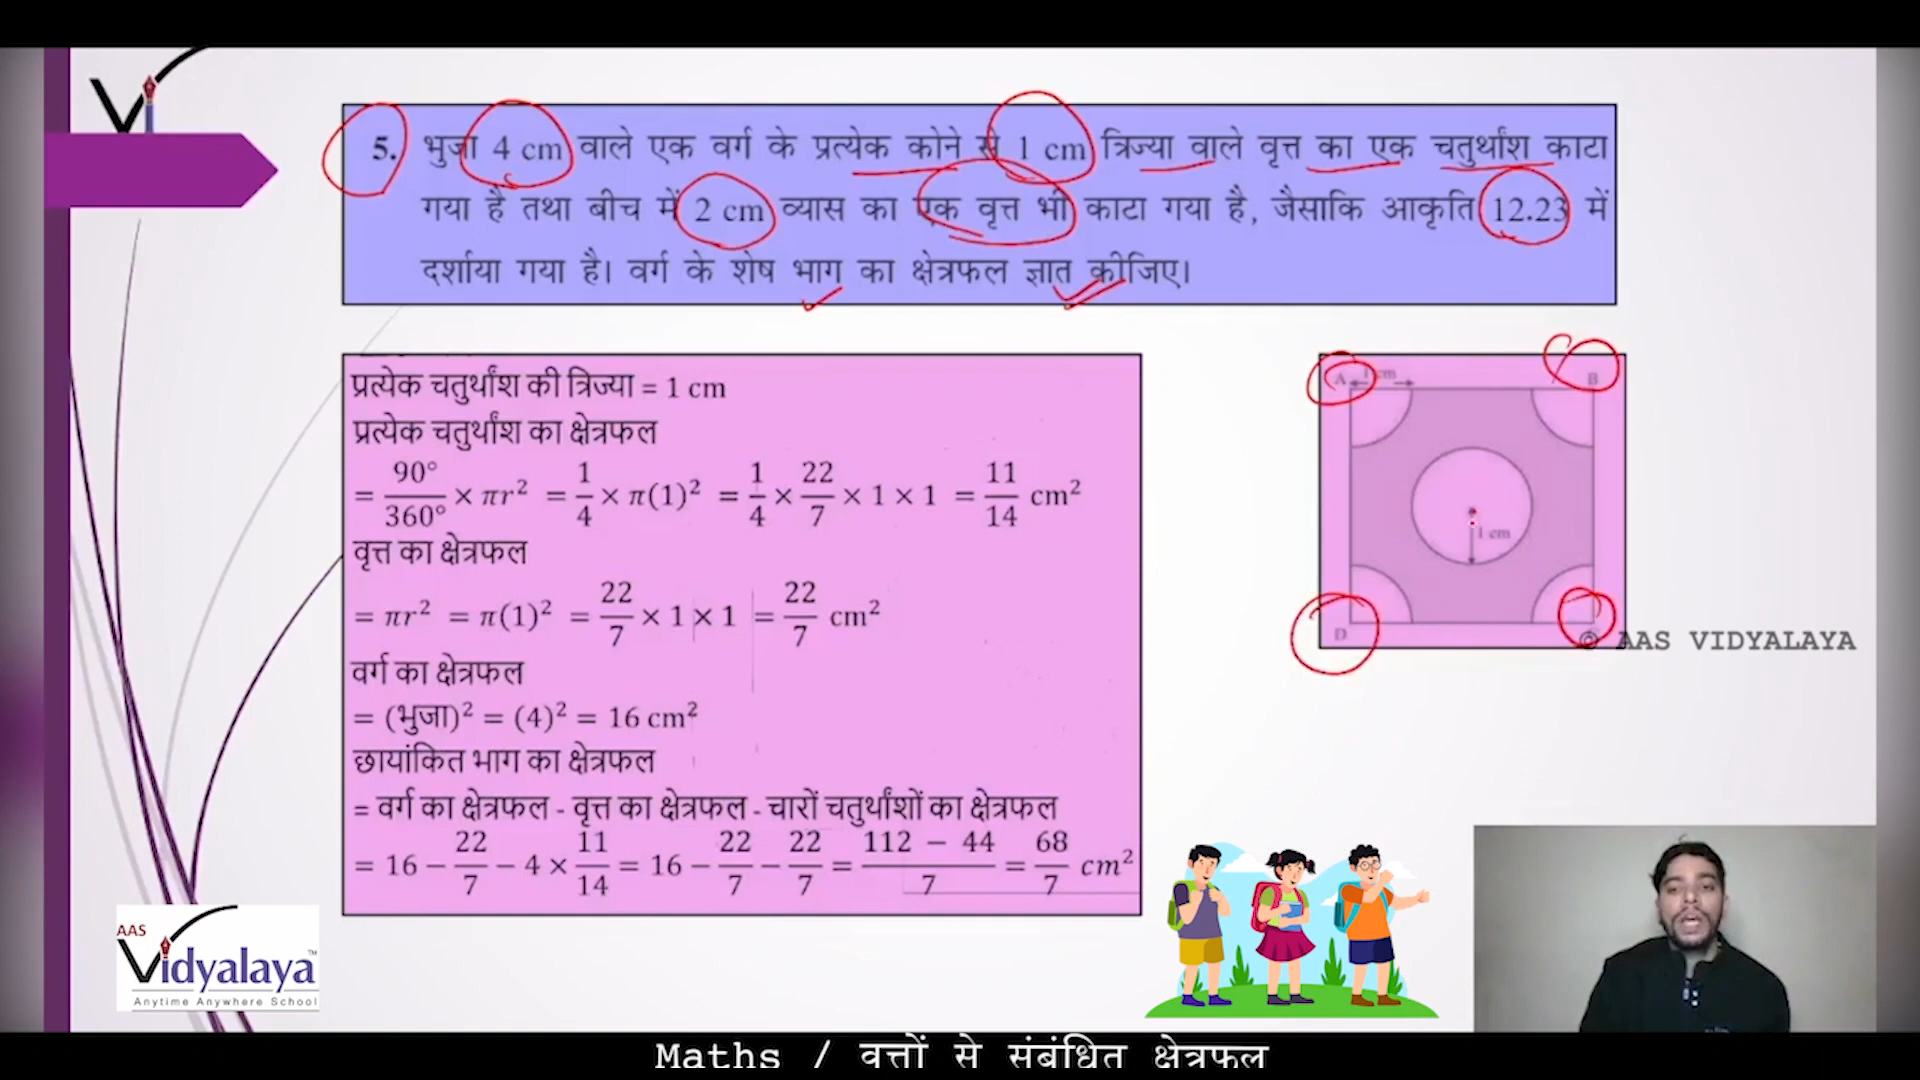 5. भुजा 4 cm वाले एक वर्ग के प्रत्येक कोने से 1 cm त्रिज्या वाले वृत्त का एक चतुर्थांश काटा
गया है तथा बीच में 2 cm व्यास का एक वृत्त भी काटा गया है, जैसाकि आकृति 12.23 में
दर्शाया गया है। वर्ग के शेष भाग का क्षेत्रफल ज्ञात कीजिए।
प्रत्येक चतुर्थांश की त्रिज्या = 1 cm
प्रत्येक चतुर्थांश का क्षेत्रफल
= 90°/360° × πr² = 1/4 × π(1)² = 1/4 × 22/7 × 1 × 1 = 11/14 cm²
वृत्त का क्षेत्रफल
= πr² = π(1)² = 22/7 × 1 × 1 = 22/7 cm²
वर्ग का क्षेत्रफल
= (भुजा)² = (4)² = 16 cm²
छायांकित भाग का क्षेत्रफल
= वर्ग का क्षेत्रफल - वृत्त का क्षेत्रफल - चारों चतुर्थांशों का क्षेत्रफल
= 16 − 22/7 − 4 × 11/14 = 16 − 22/7 − 22/7 = 112 − 44/7 = 68/7 cm²
A 1 cm B
1 cm
D
© AAS VIDYALAYA
AAS
Vidyalaya™
Anytime Anywhere School
Maths / वत्तों से संबंधित क्षेत्रफल